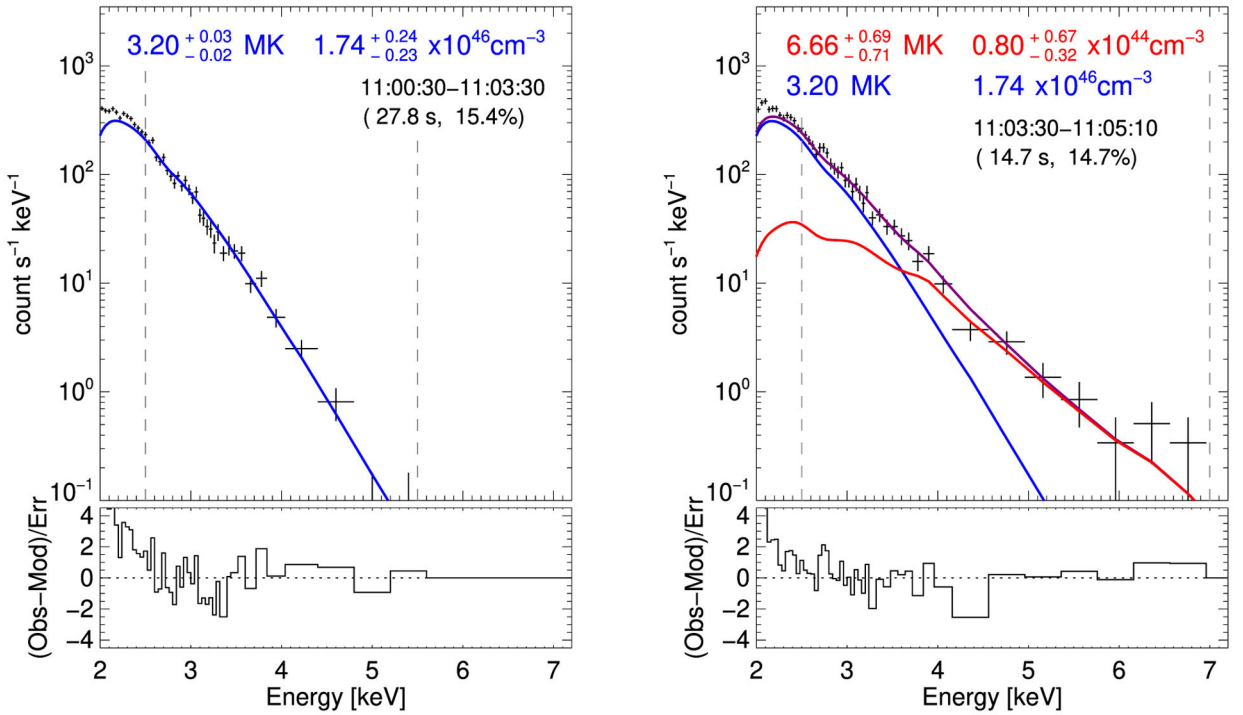 3.20 +0.03 −0.02 MK 1.74 +0.24 −0.23 x10^46 cm^−3
11:00:30−11:03:30
( 27.8 s, 15.4%)
count s^−1 keV^−1
10^3
10^2
10^1
10^0
10^−1
(Obs−Mod)/Err
4
2
0
−2
−4
2 3 4 5 6 7
Energy [keV]
6.66 +0.69 −0.71 MK 0.80 +0.67 −0.32 x10^44 cm^−3
3.20 MK 1.74 x10^46 cm^−3
11:03:30−11:05:10
( 14.7 s, 14.7%)
count s^−1 keV^−1
10^3
10^2
10^1
10^0
10^−1
(Obs−Mod)/Err
4
2
0
−2
−4
2 3 4 5 6 7
Energy [keV]